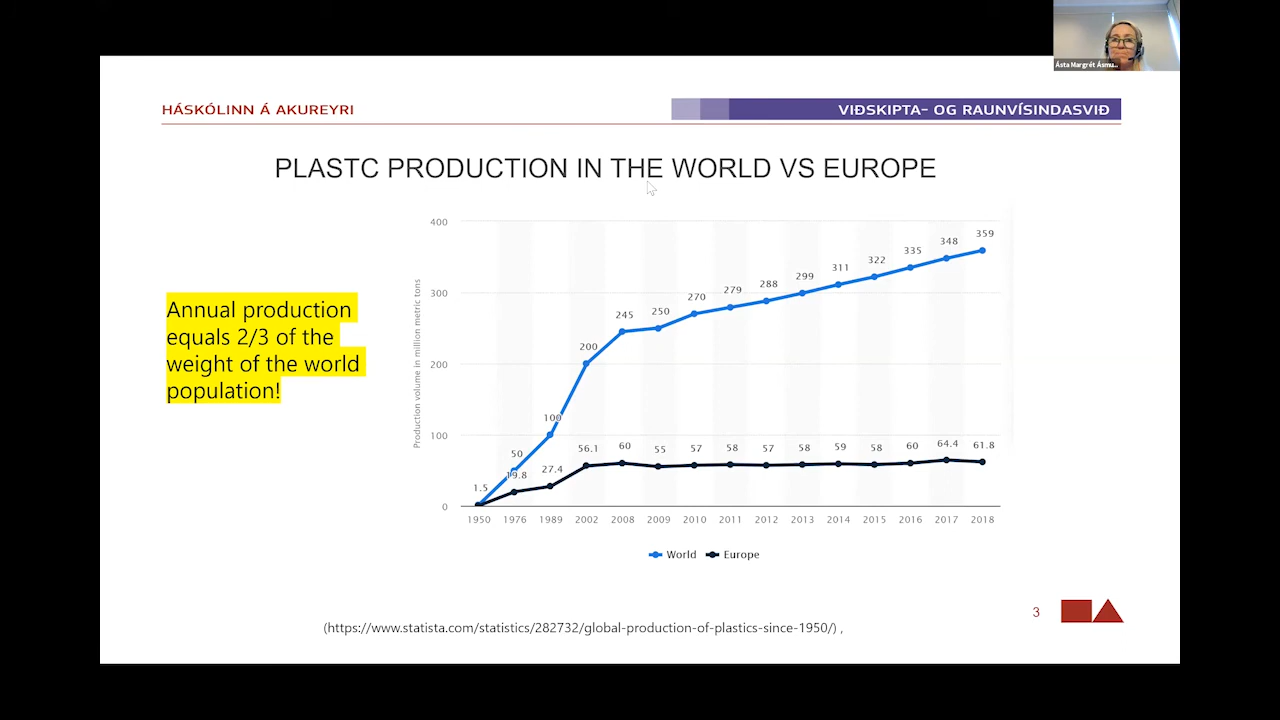 Ásta Margrét Ásmu...
HÁSKÓLINN Á AKUREYRI
VIÐSKIPTA- OG RAUNVÍSINDASVIÐ
PLASTC PRODUCTION IN THE WORLD VS EUROPE
Annual production
equals 2/3 of the
weight of the world
population!
Production volume in million metric tons
400
300
200
100
0
1.5
50
100
200
245
250
270
279
288
299
311
322
335
348
359
19.8
27.4
56.1
60
55
57
58
57
58
59
58
60
64.4
61.8
1950 1976 1989 2002 2008 2009 2010 2011 2012 2013 2014 2015 2016 2017 2018
World Europe
3
(https://www.statista.com/statistics/282732/global-production-of-plastics-since-1950/) ,